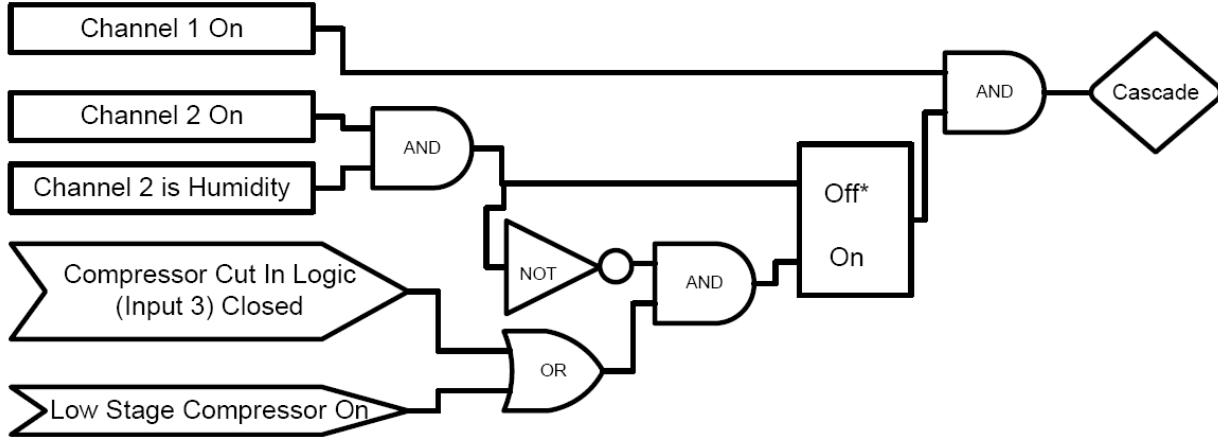 Channel 1 On
Channel 2 On
Channel 2 is Humidity
Compressor Cut In Logic
(Input 3) Closed
Low Stage Compressor On
AND
NOT
OR
AND
Off*
On
AND
Cascade